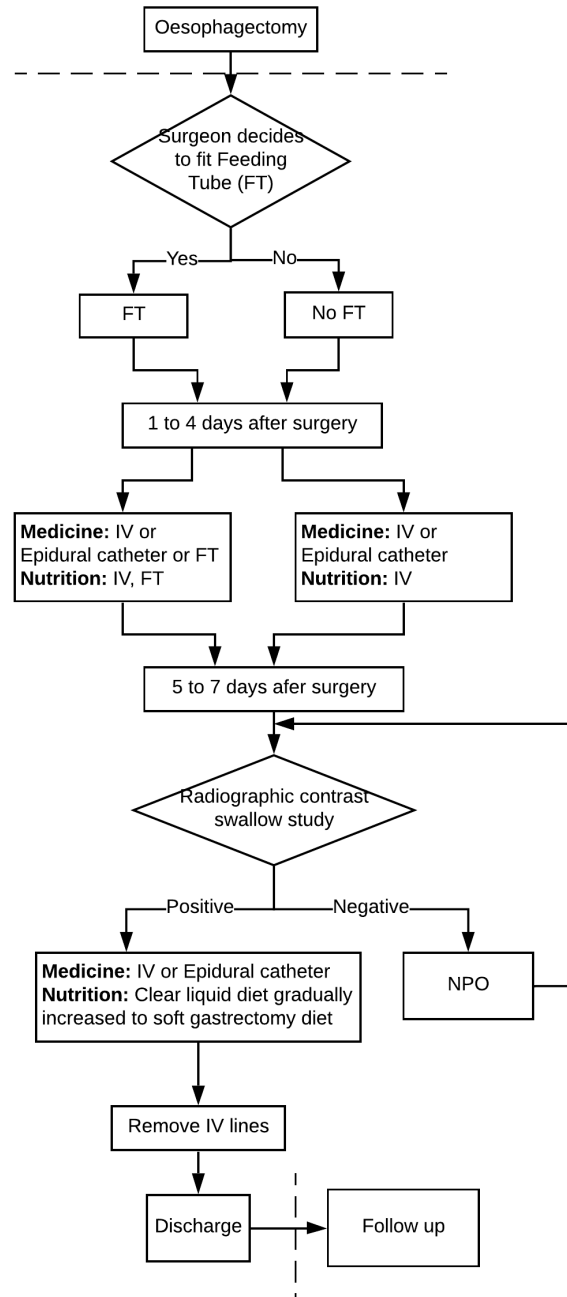 Oesophagectomy
Surgeon decides
to fit Feeding
Tube (FT)
Yes
No
FT
No FT
1 to 4 days after surgery
Medicine: IV or
Epidural catheter or FT
Nutrition: IV, FT
Medicine: IV or
Epidural catheter
Nutrition: IV
5 to 7 days afer surgery
Radiographic contrast
swallow study
Positive
Negative
Medicine: IV or Epidural catheter
Nutrition: Clear liquid diet gradually
increased to soft gastrectomy diet
NPO
Remove IV lines
Discharge
Follow up